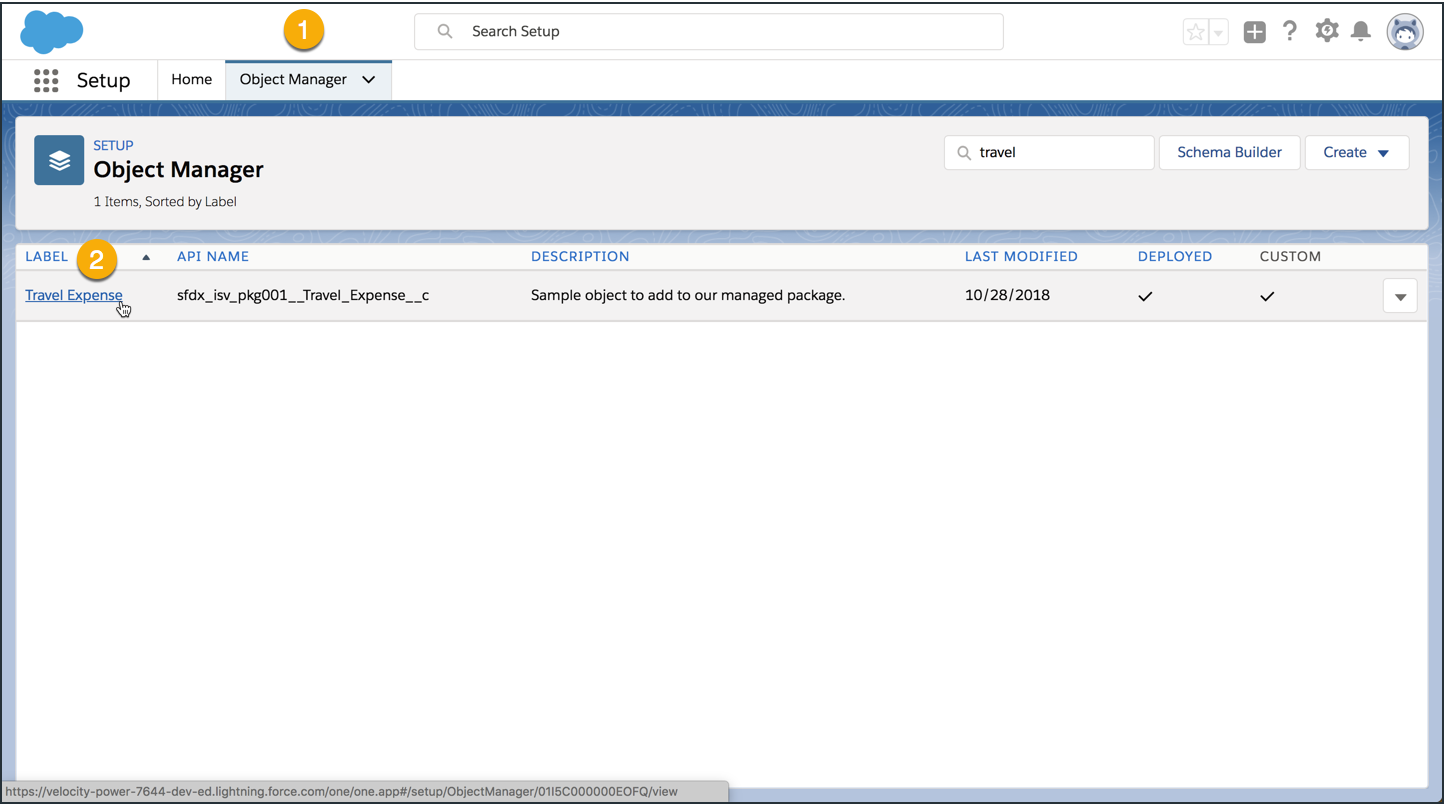 1
Search Setup
Setup
Home
Object Manager
SETUP
Object Manager
1 Items, Sorted by Label
travel
Schema Builder
Create
LABEL
2
API NAME
DESCRIPTION
LAST MODIFIED
DEPLOYED
CUSTOM
Travel Expense
sfdx_isv_pkg001__Travel_Expense__c
Sample object to add to our managed package.
10/28/2018
https://velocity-power-7644-dev-ed.lightning.force.com/one/one.app#/setup/ObjectManager/01I5C000000EOFQ/view